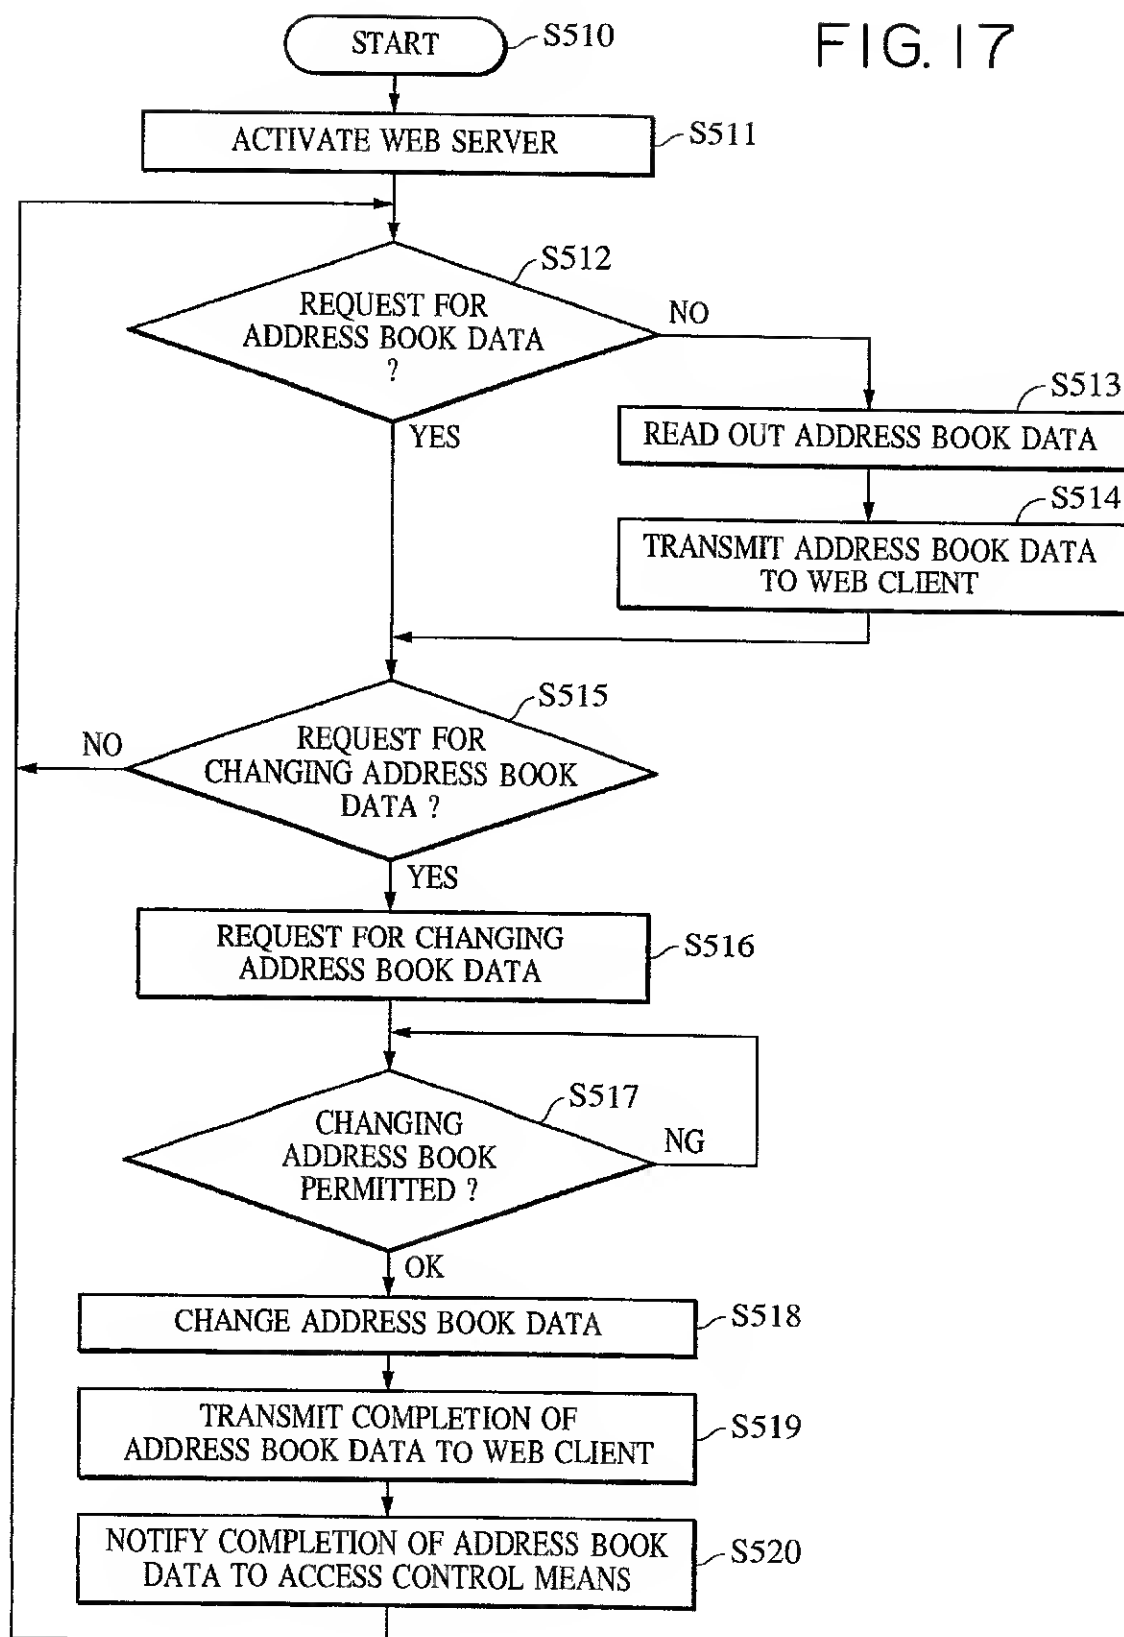 FIG. 17
START
S510
ACTIVATE WEB SERVER
S511
S512
REQUEST FOR
ADDRESS BOOK DATA
?
NO
YES
S513
READ OUT ADDRESS BOOK DATA
S514
TRANSMIT ADDRESS BOOK DATA
TO WEB CLIENT
S515
REQUEST FOR
CHANGING ADDRESS BOOK
DATA ?
NO
YES
REQUEST FOR CHANGING
ADDRESS BOOK DATA
S516
S517
CHANGING
ADDRESS BOOK
PERMITTED ?
NG
OK
CHANGE ADDRESS BOOK DATA
S518
TRANSMIT COMPLETION OF
ADDRESS BOOK DATA TO WEB CLIENT
S519
NOTIFY COMPLETION OF ADDRESS BOOK
DATA TO ACCESS CONTROL MEANS
S520